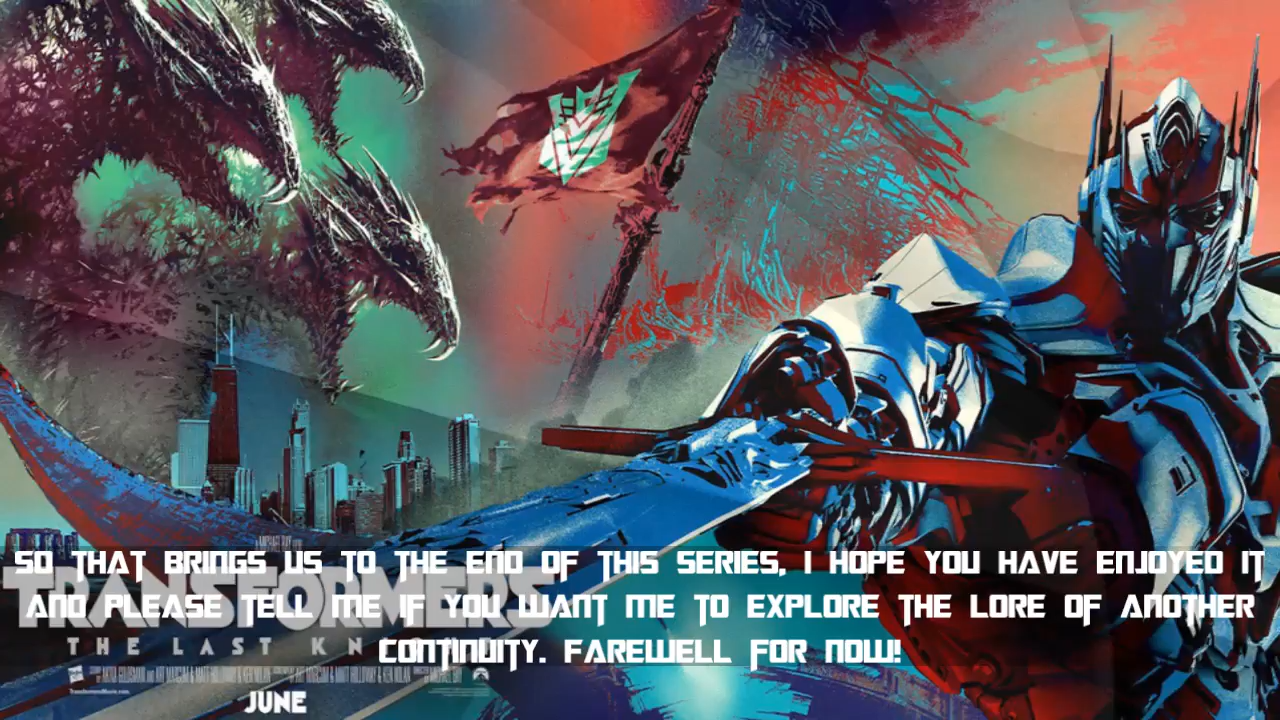 SO THAT BRINGS US TO THE END OF THIS SERIES, I HOPE YOU HAVE ENJOYED IT
AND PLEASE TELL ME IF YOU WANT ME TO EXPLORE THE LORE OF ANOTHER
CONTINUITY. FAREWELL FOR NOW!
TRANSFORMERS
THE LAST KN
JUNE